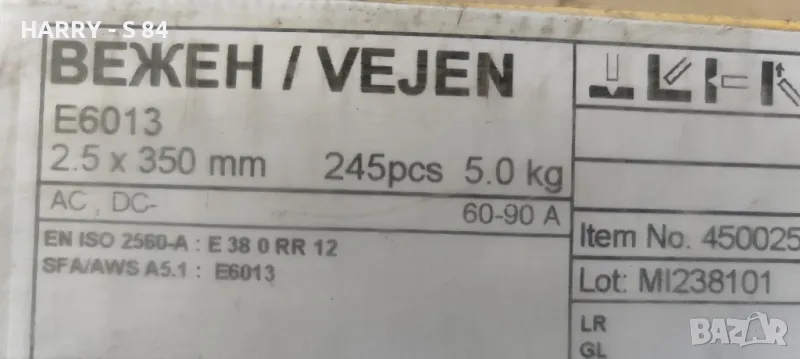 HARRY - S 84
ВЕЖЕН / VEJEN
E6013
2.5 x 350 mm 245pcs 5.0 kg
AC , DC- 60-90 A
EN ISO 2560-A : E 38 0 RR 12
SFA/AWS A5.1 : E6013
Item No. 450025
Lot: MI238101
LR
GL
BAZAR